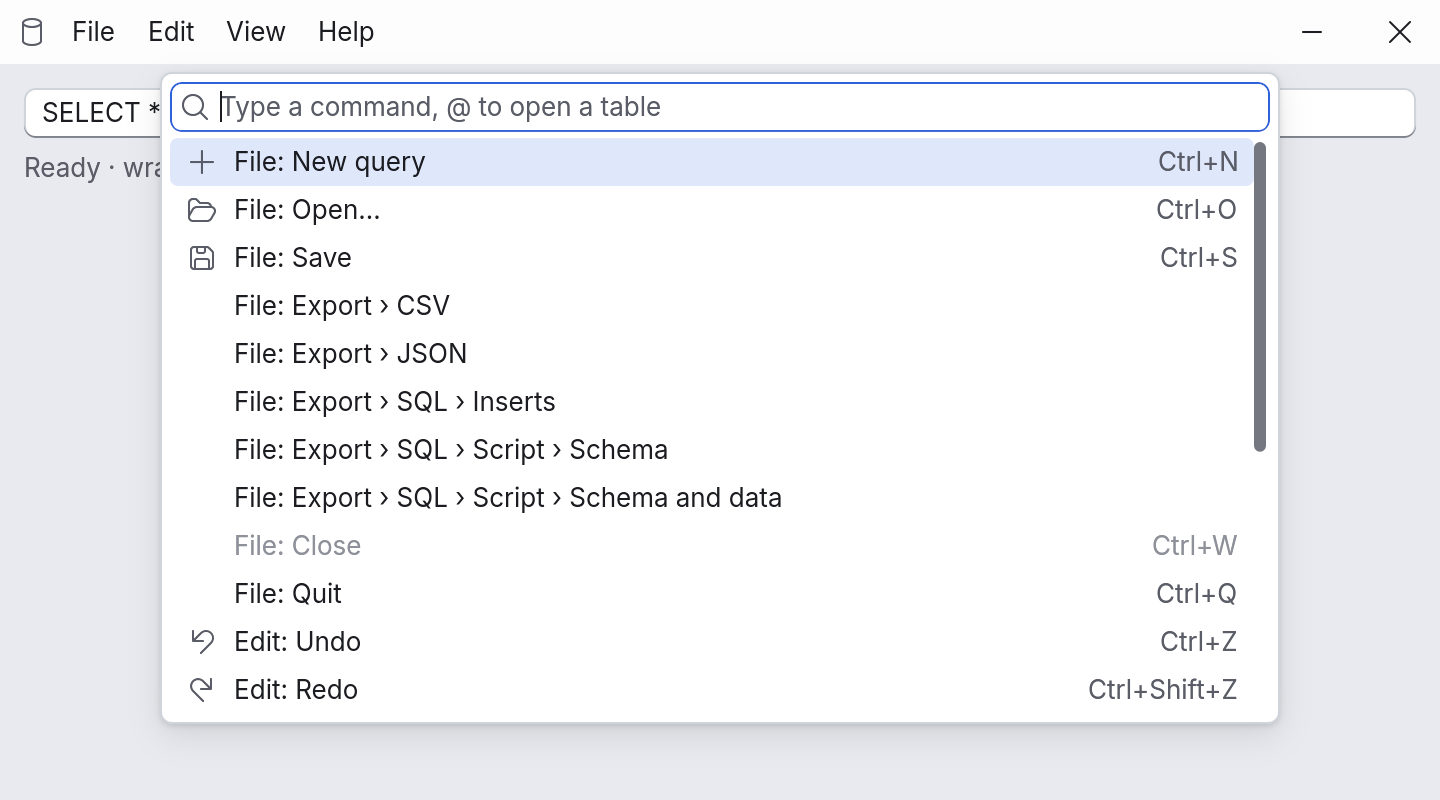 File Edit View Help
SELECT *
Type a command, @ to open a table
Ready ·
File: New query Ctrl+N
File: Open... Ctrl+O
File: Save Ctrl+S
File: Export › CSV
File: Export › JSON
File: Export › SQL › Inserts
File: Export › SQL › Script › Schema
File: Export › SQL › Script › Schema and data
File: Close Ctrl+W
File: Quit Ctrl+Q
Edit: Undo Ctrl+Z
Edit: Redo Ctrl+Shift+Z